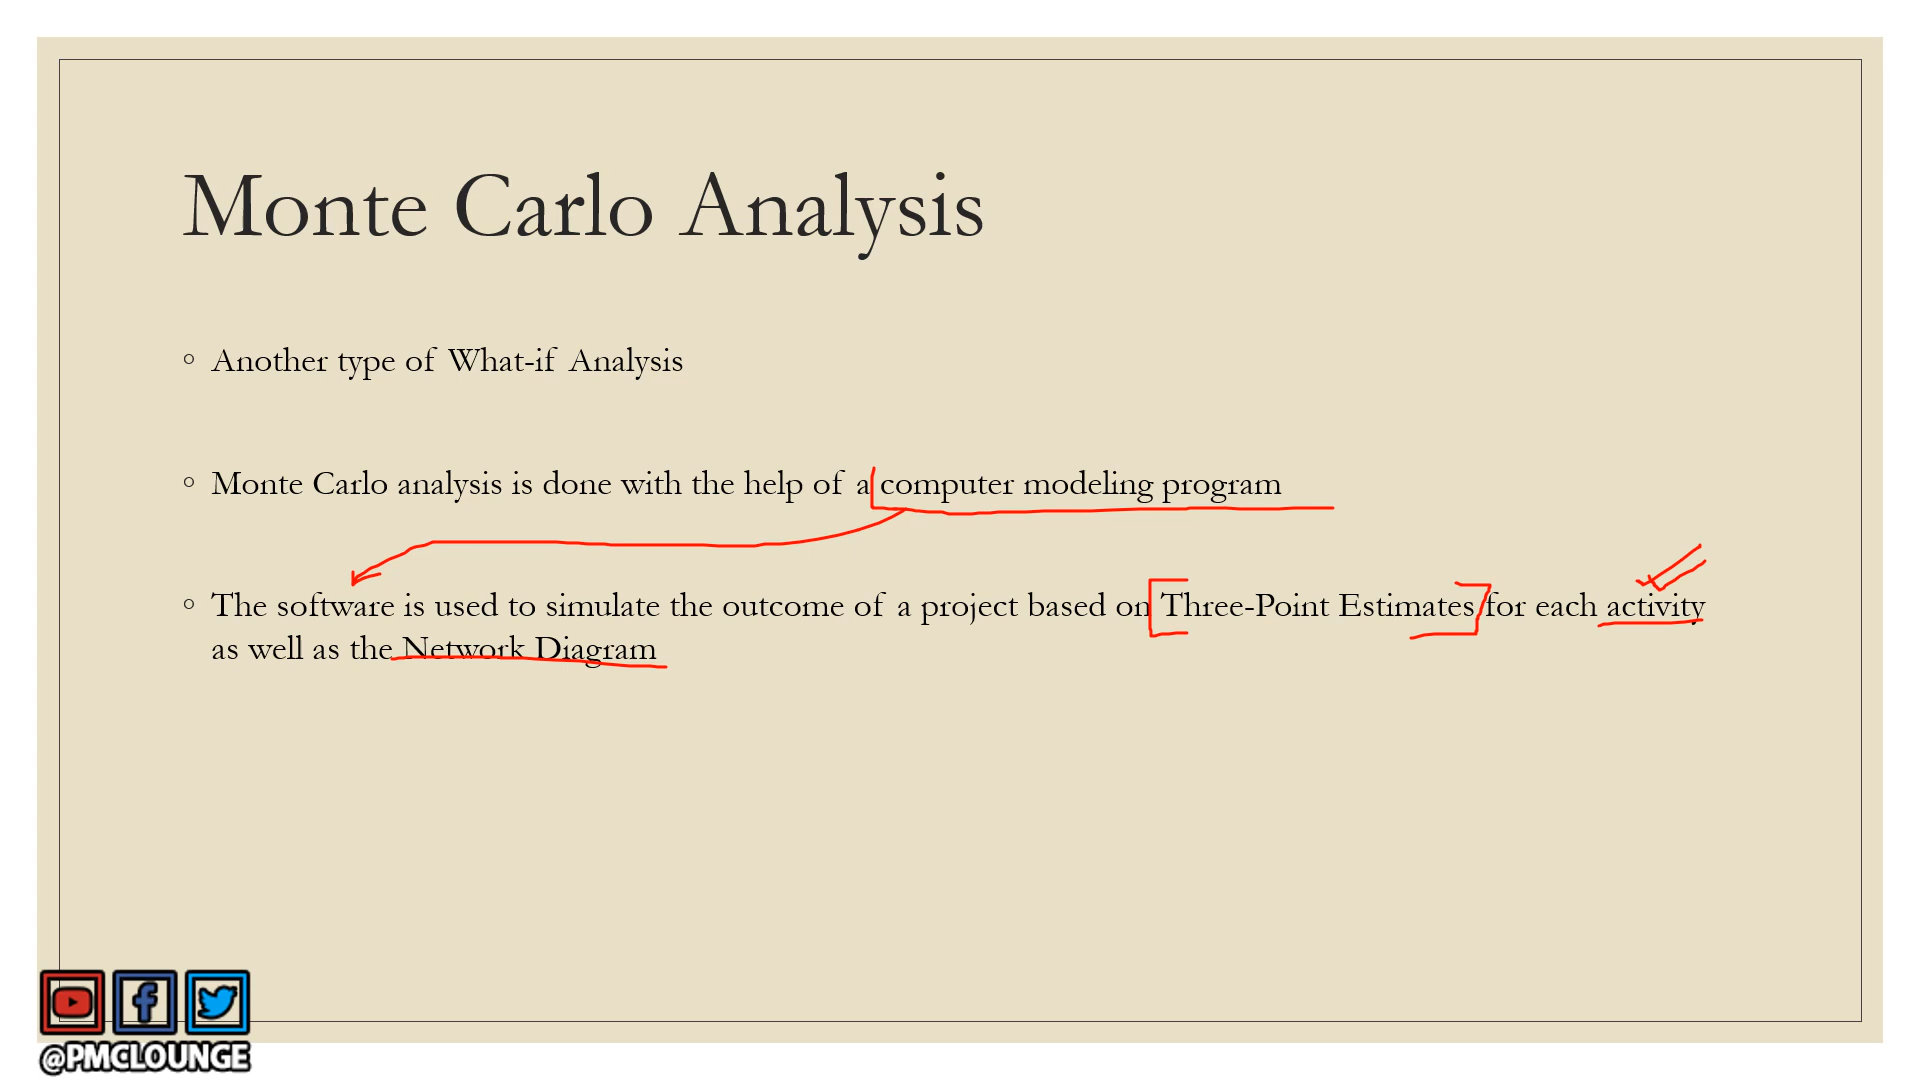 Monte Carlo Analysis
Another type of What-if Analysis
Monte Carlo analysis is done with the help of a computer modeling program
The software is used to simulate the outcome of a project based on Three-Point Estimates for each activity
as well as the Network Diagram
@PMCLOUNGE